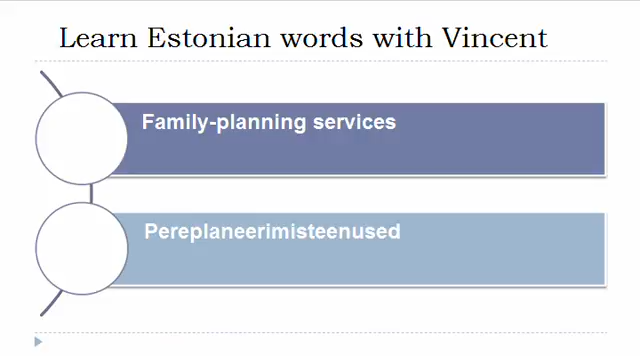 Learn Estonian words with Vincent
Family-planning services
Pereplaneerimisteenused